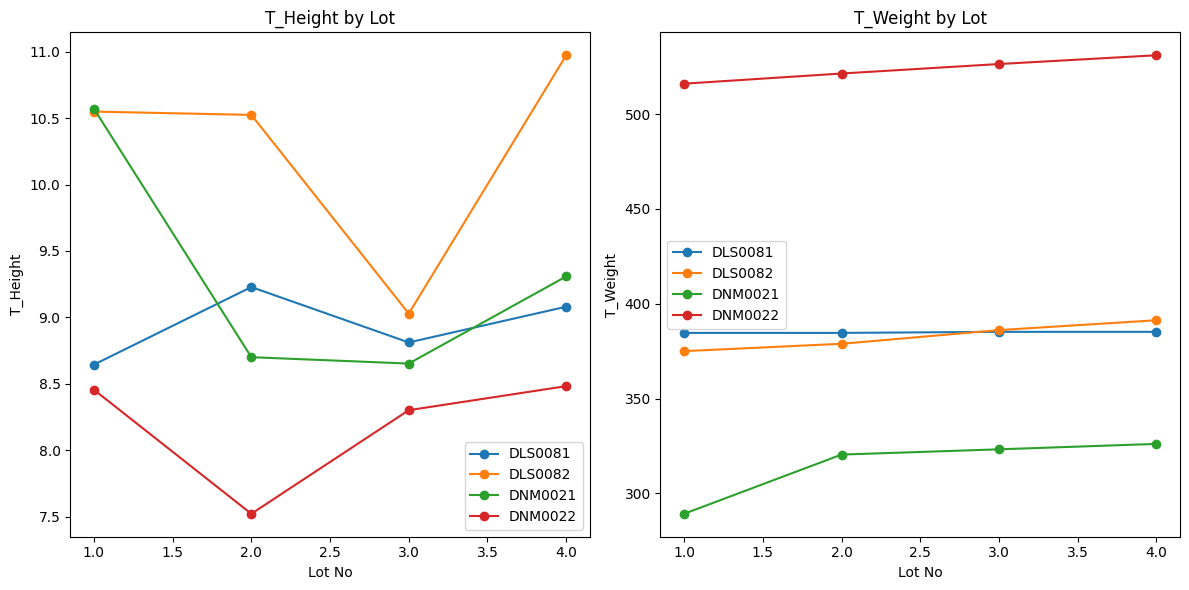 T_Height by Lot
T_Height
11.0
10.5
10.0
9.5
9.0
8.5
8.0
7.5
DLS0081
DLS0082
DNM0021
DNM0022
1.0 1.5 2.0 2.5 3.0 3.5 4.0
Lot No
T_Weight by Lot
T_Weight
500
450
400
350
300
DLS0081
DLS0082
DNM0021
DNM0022
1.0 1.5 2.0 2.5 3.0 3.5 4.0
Lot No